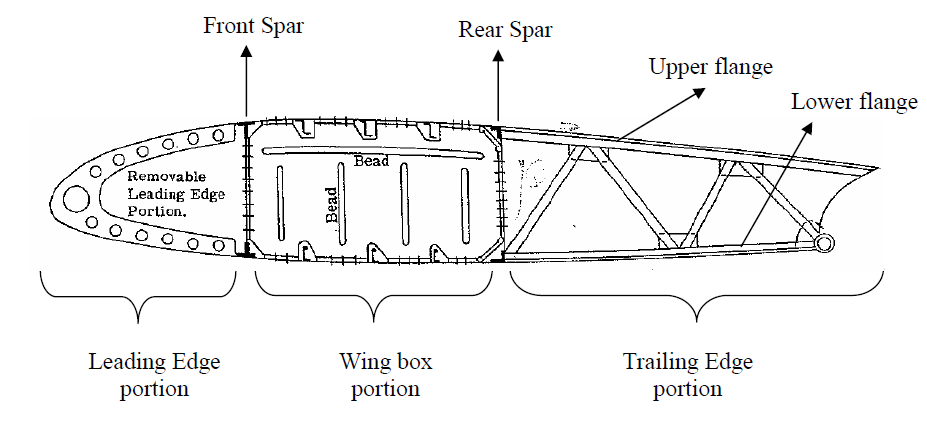 Front Spar
Rear Spar
Upper flange
Lower flange
Bead
Removable
Leading Edge
Portion.
Bead
Leading Edge
portion
Wing box
portion
Trailing Edge
portion